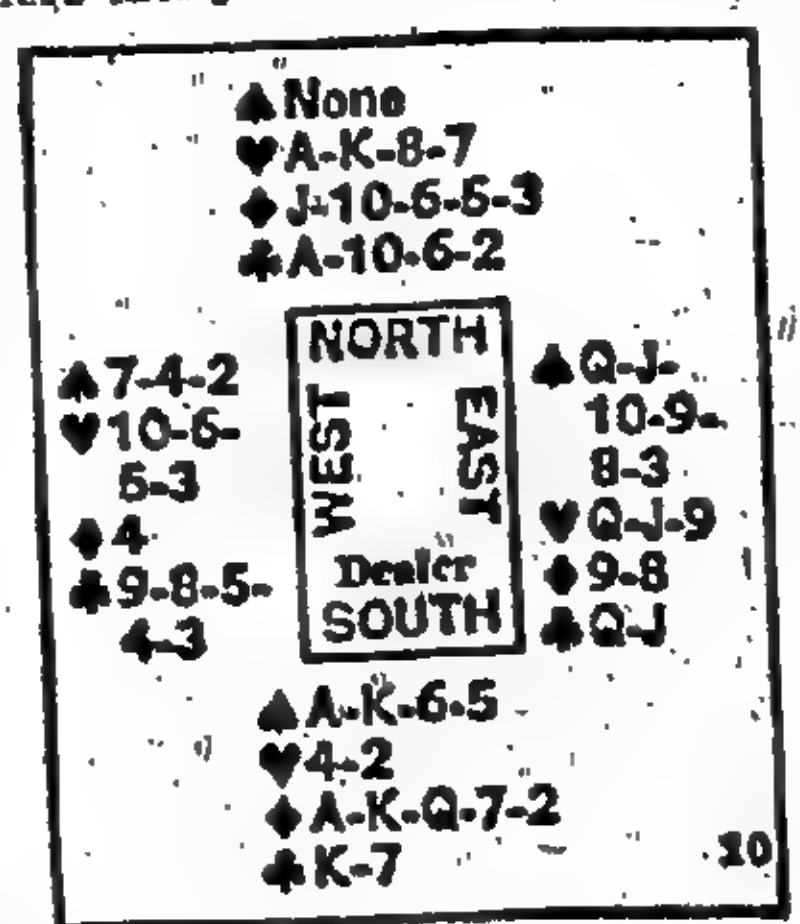 ♠ None
♥ A-K-8-7
♦ J-10-6-5-3
♣ A-10-6-2
NORTH
♠ 7-4-2
♥ 10-6-
5-3
♦ 4
♣ 9-8-5-
4-3
WEST
EAST
♠ Q-J-
10-9-
8-3
♥ Q-J-9
♦ 9-8
♣ Q-J
Dealer
SOUTH
♠ A-K-6-5
♥ 4-2
♦ A-K-Q-7-2
♣ K-7